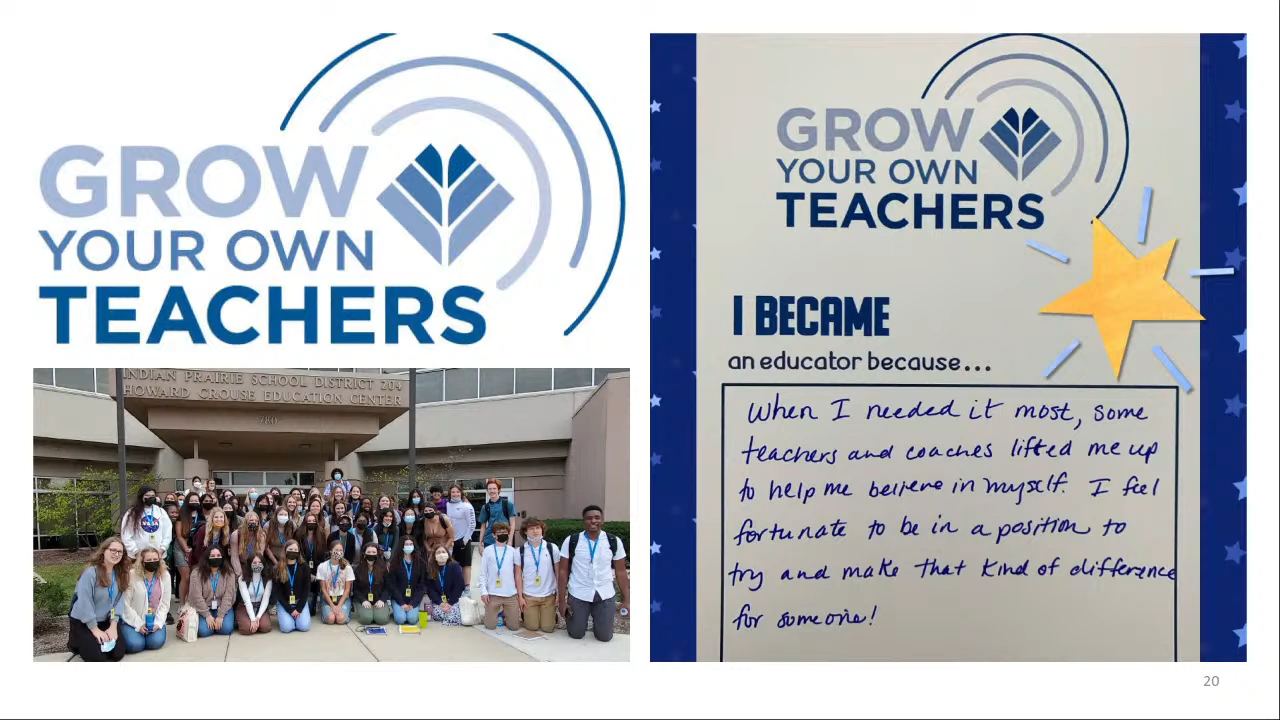 GROW
YOUR OWN
TEACHERS
INDIAN PRAIRIE SCHOOL DISTRICT 204
HOWARD CROUSE EDUCATION CENTER
780
NASA
GROW
YOUR OWN
TEACHERS
I BECAME
an educator because...
When I needed it most, some
teachers and coaches lifted me up
to help me believe in myself. I feel
fortunate to be in a position to
try and make that kind of difference
for someone!
20